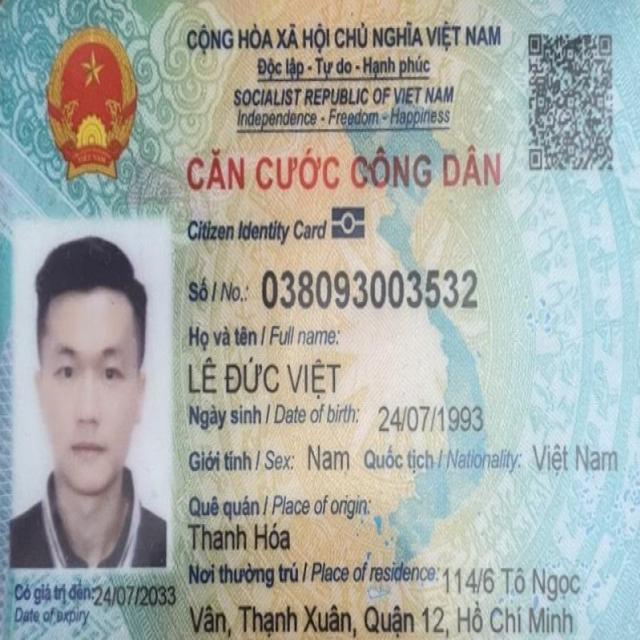 CỘNG HÒA XÃ HỘI CHỦ NGHĨA VIỆT NAM
Độc lập - Tự do - Hạnh phúc
SOCIALIST REPUBLIC OF VIET NAM
Independence - Freedom - Happiness
CĂN CƯỚC CÔNG DÂN
Citizen Identity Card
Số / No.: 038093003532
Họ và tên / Full name:
LÊ ĐỨC VIỆT
Ngày sinh / Date of birth: 24/07/1993
Giới tính / Sex: Nam Quốc tịch / Nationality: Việt Nam
Quê quán / Place of origin:
Thanh Hóa
Nơi thường trú / Place of residence: 114/6 Tô Ngọc
Vân, Thạnh Xuân, Quận 12, Hồ Chí Minh
Có giá trị đến: 24/07/2033
Date of expiry